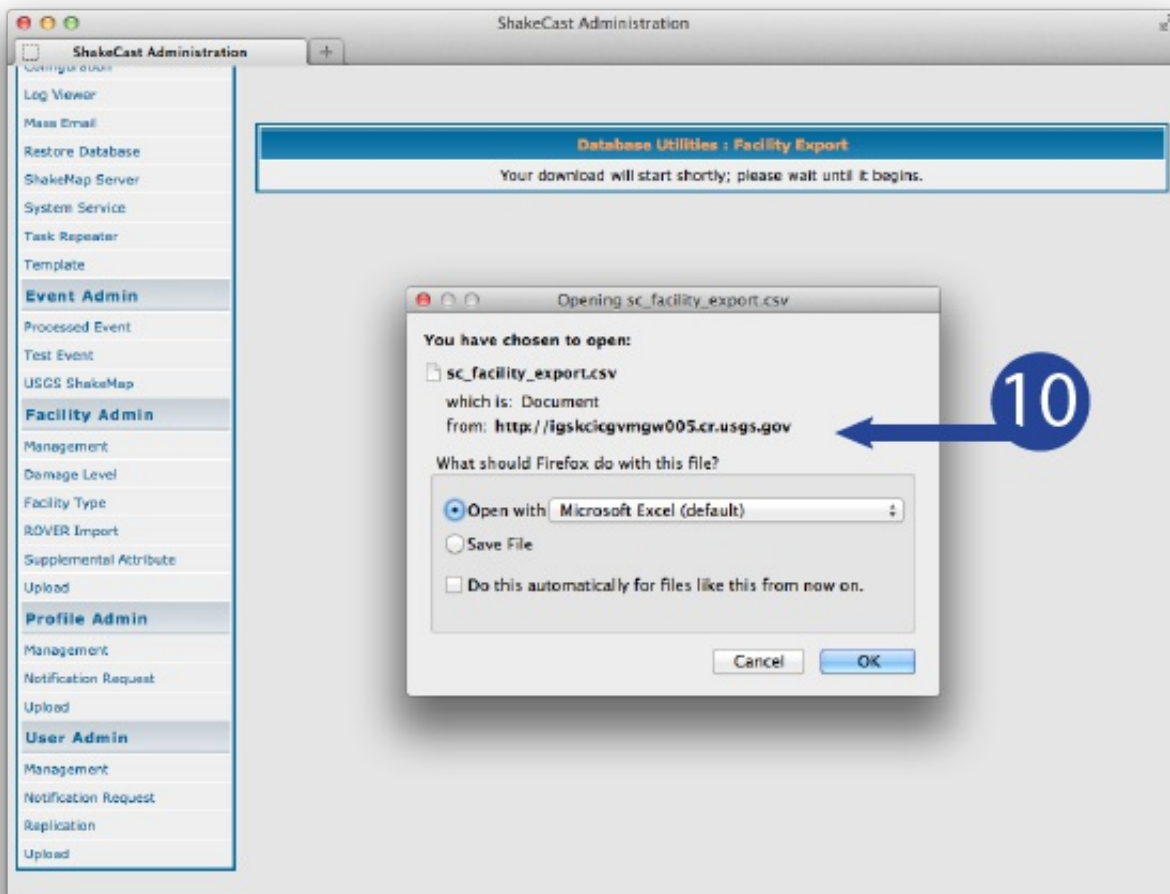 ShakeCast Administration
ShakeCast Administration
+
Configuration
Log Viewer
Mass Email
Restore Database
ShakeMap Server
System Service
Task Repeater
Template
Event Admin
Processed Event
Test Event
USGS ShakeMap
Facility Admin
Management
Damage Level
Facility Type
ROVER Import
Supplemental Attribute
Upload
Profile Admin
Management
Notification Request
Upload
User Admin
Management
Notification Request
Replication
Upload
Database Utilities : Facility Export
Your download will start shortly; please wait until it begins.
Opening sc_facility_export.csv
You have chosen to open:
sc_facility_export.csv
which is: Document
from: http://igskcicgvmgw005.cr.usgs.gov
What should Firefox do with this file?
Open with Microsoft Excel (default)
Save File
Do this automatically for files like this from now on.
Cancel OK
10